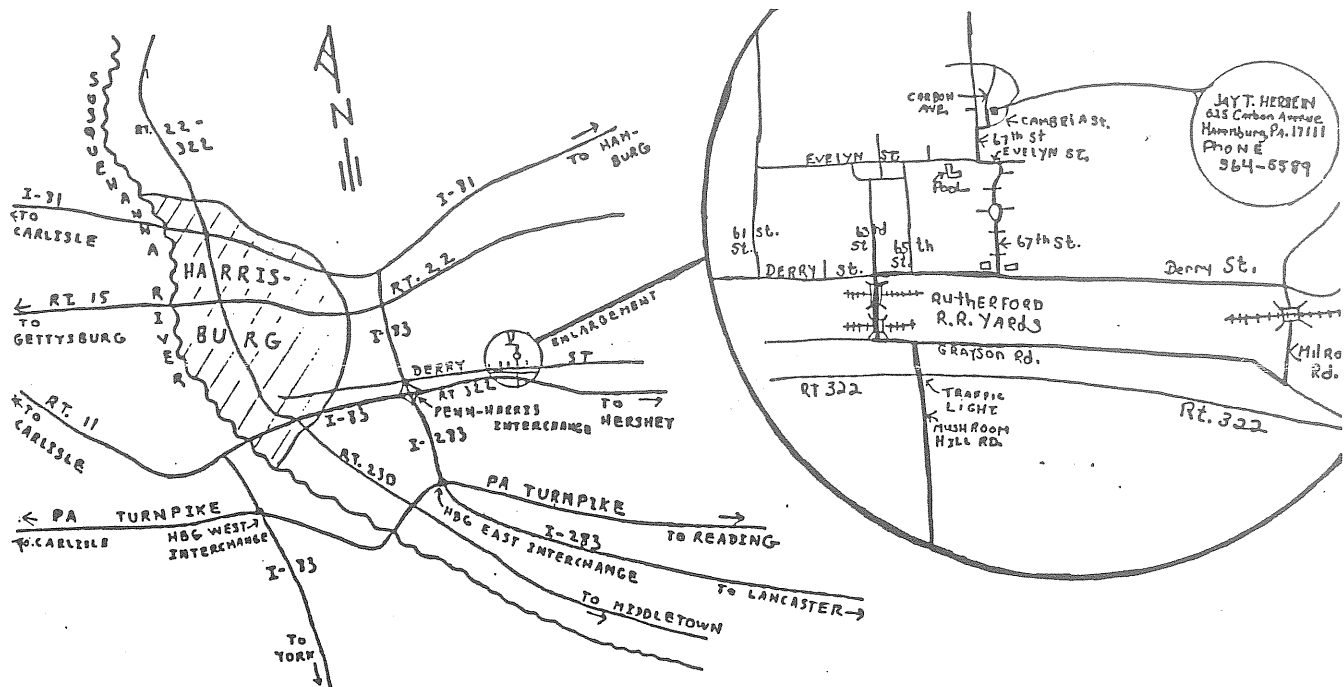 SUSQUEHANNA RIVER
RT. 22-
322
N
TO HAM-
BURG
I-81
I-81
←TO
CARLISLE
HARRIS-
BURG
RT. 22
← RT 15
TO
GETTYSBURG
I-83
ENLARGEMENT
DERRY ST
RT 322
I-83
PENN-HARRIS
INTERCHANGE
TO →
HERSHEY
RT. 11
←TO
CARLISLE
I-283
RT. 230
← PA TURNPIKE
TO CARLISLE
HBG WEST→
INTERCHANGE
PA TURNPIKE
→
TO READING
HBG EAST INTERCHANGE
I-283
TO LANCASTER→
I-83
TO MIDDLETOWN
→
TO
YORK
↓
CARBON→
AVE.
←CAMBRIA St.
←67th St
EVELYN ST.
EVELYN ST
POOL
61 St.
St.
63rd
St
65th
St.
←67th St.
DERRY St.
Derry St.
RUTHERFORD
R.R. YARDS
GRAYSON Rd.
RT 322
←TRAFFIC
LIGHT
←MUSHROOM
HILL RD.
Rt. 322
←Milro
Rd.
JAY T. HERBEIN
625 Carbon Avenue
Harrisburg, Pa. 17111
PHONE
564-5589